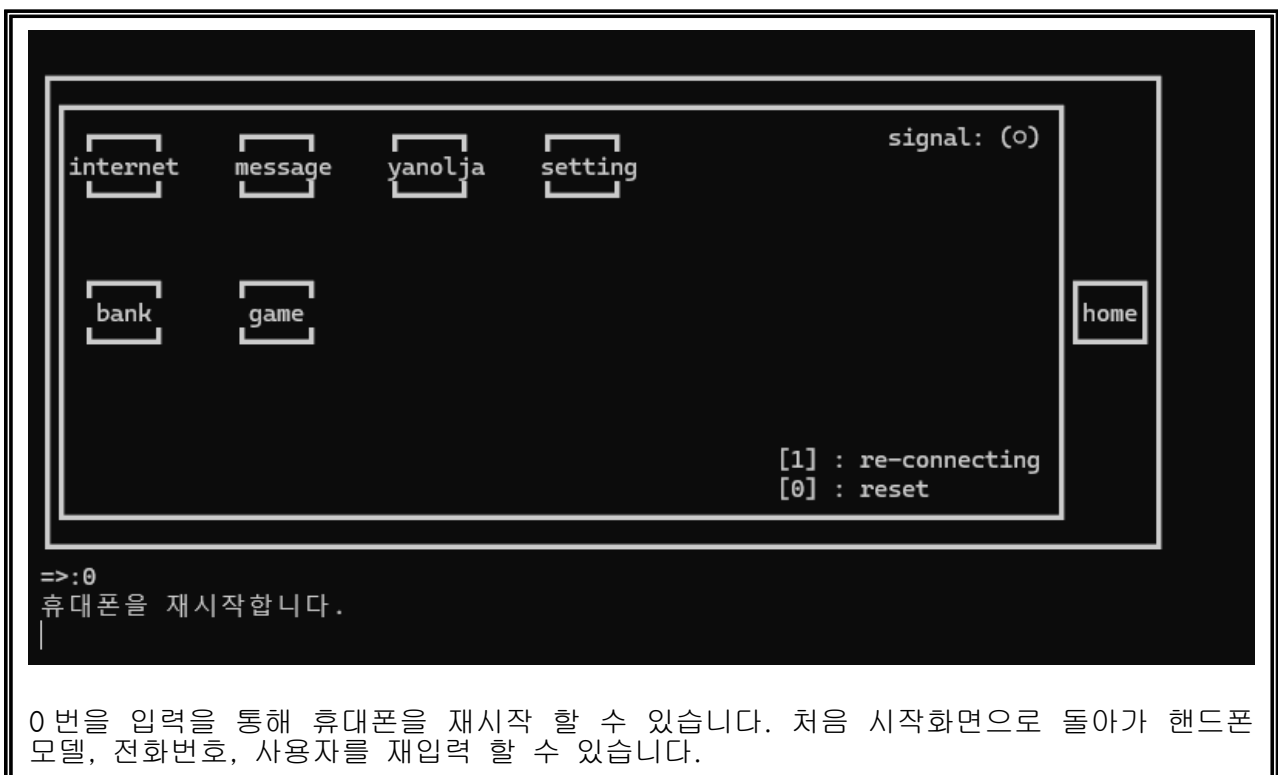 signal: (○)
internet message yanolja setting
bank game home
[1] : re-connecting
[0] : reset
=>:0
휴대폰을 재시작합니다.
0번을 입력을 통해 휴대폰을 재시작 할 수 있습니다. 처음 시작화면으로 돌아가 핸드폰
모델, 전화번호, 사용자를 재입력 할 수 있습니다.